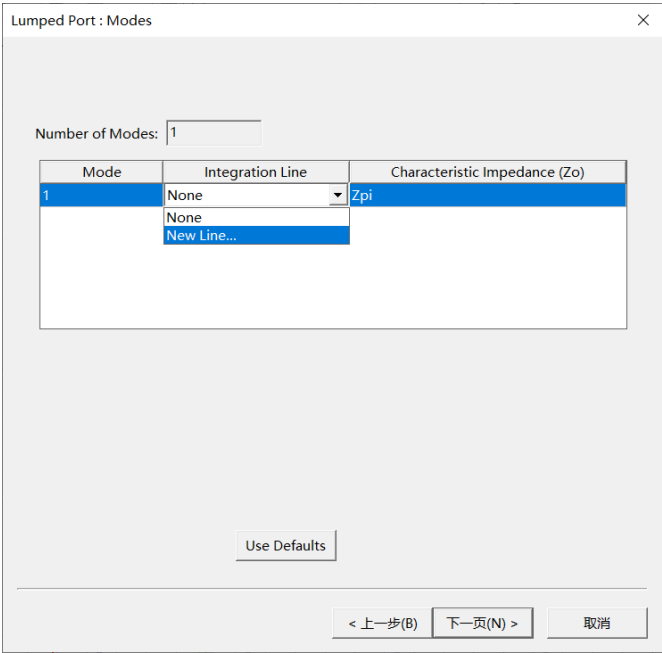 Lumped Port : Modes
Number of Modes: 1
Mode Integration Line Characteristic Impedance (Zo)
1 None Zpi
None
New Line...
Use Defaults
< 上一步(B) 下一页(N) > 取消